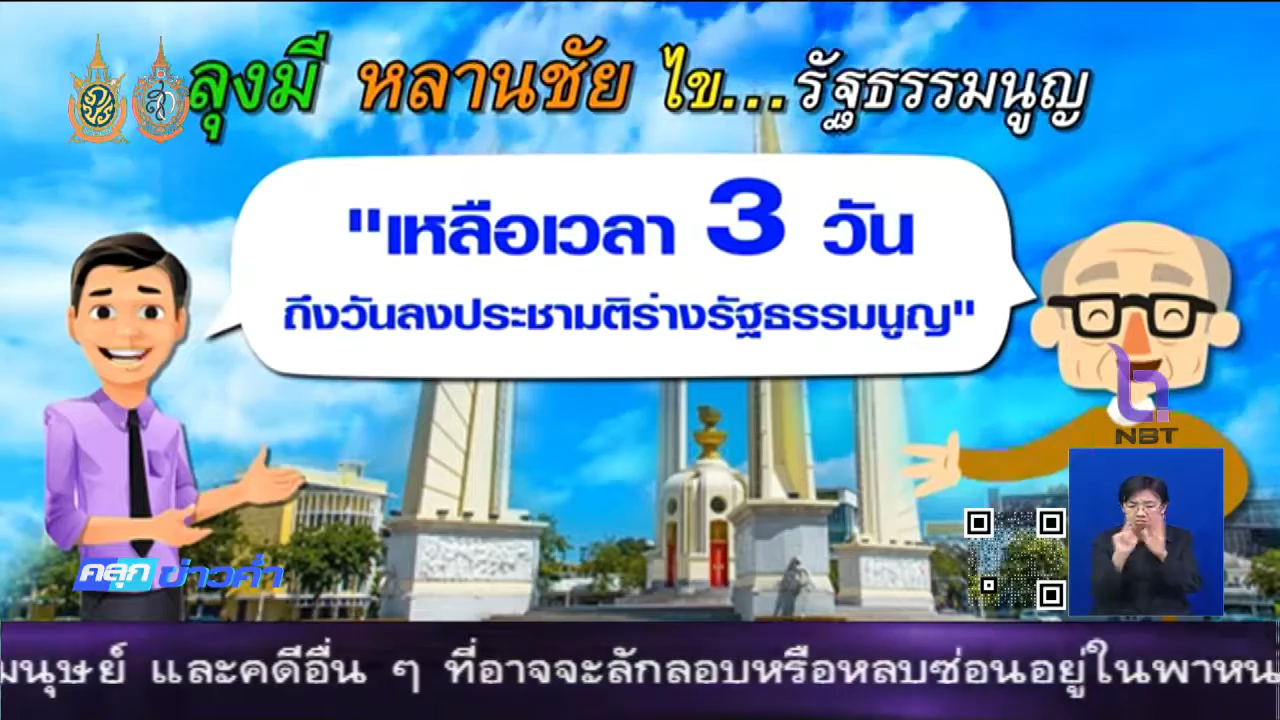 ลุงมี หลานชัย ไข...รัฐธรรมนูญ
"เหลือเวลา 3 วัน
ถึงวันลงประชามติร่างรัฐธรรมนูญ"
NBT
คลุกข่าวค่ำ
มนุษย์ และคดีอื่น ๆ ที่อาจจะลักลอบหรือหลบซ่อนอยู่ในพาหน